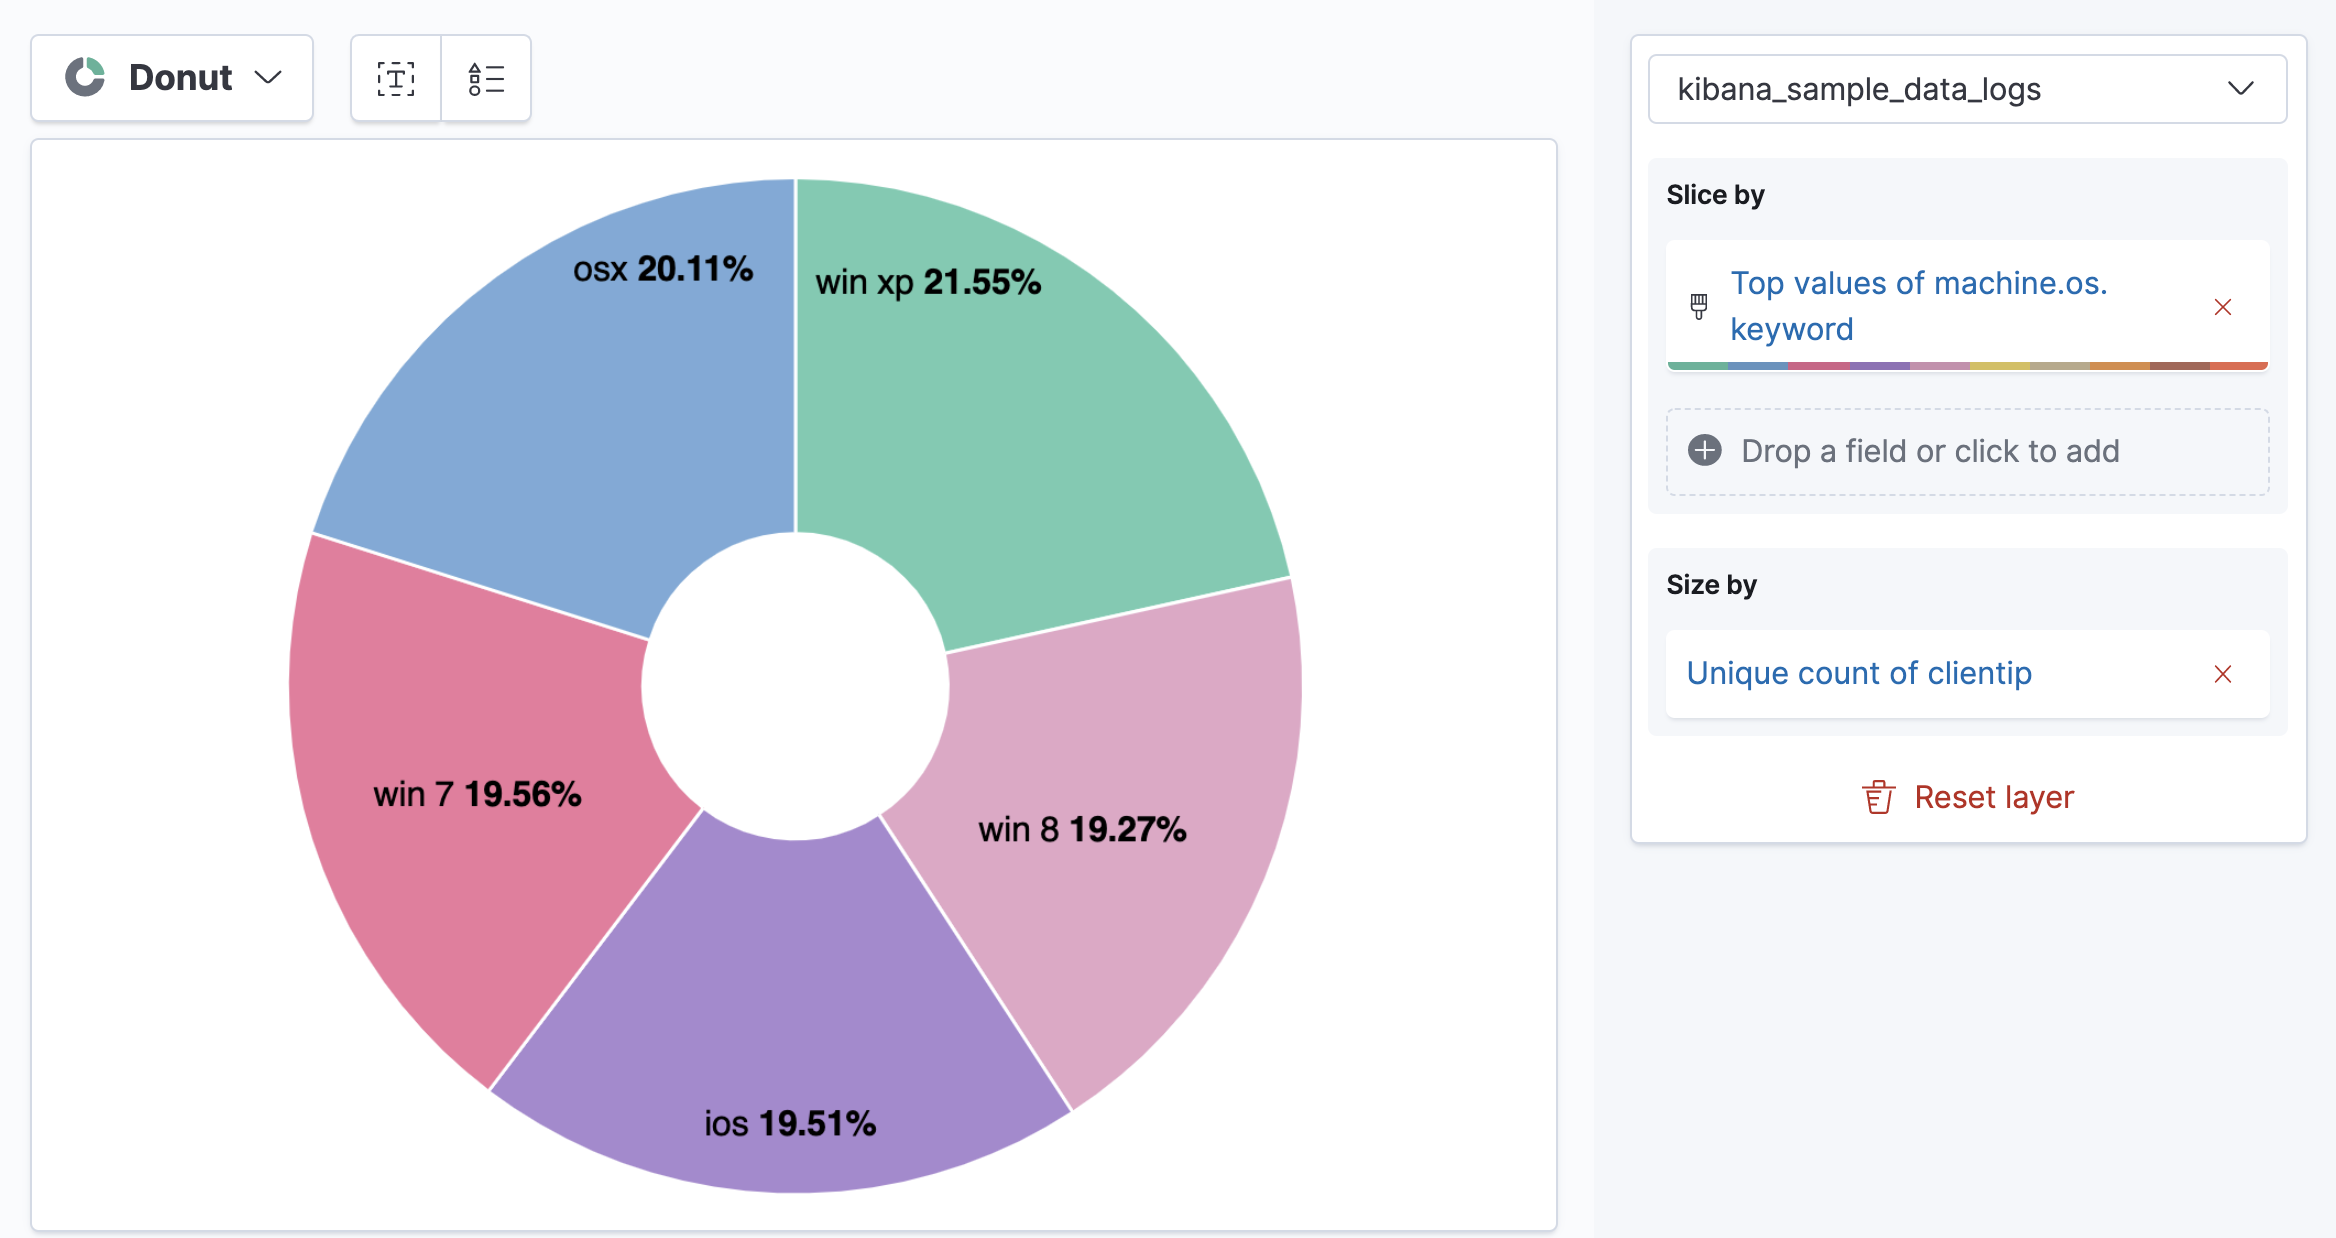 Donut
kibana_sample_data_logs
Slice by
Top values of machine.os.
keyword
Drop a field or click to add
Size by
Unique count of clientip
Reset layer
osx 20.11%
win xp 21.55%
win 7 19.56%
win 8 19.27%
ios 19.51%